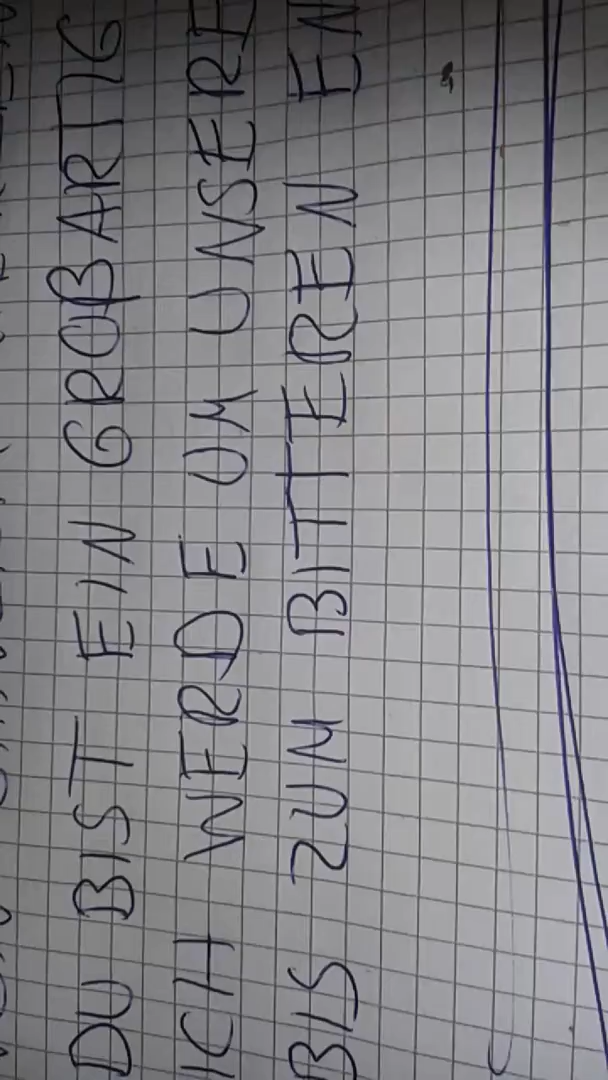 DU BIST EIN GROßARTIG
ICH WERDE UM UNSERE
BIS ZUM BITTEREN EN